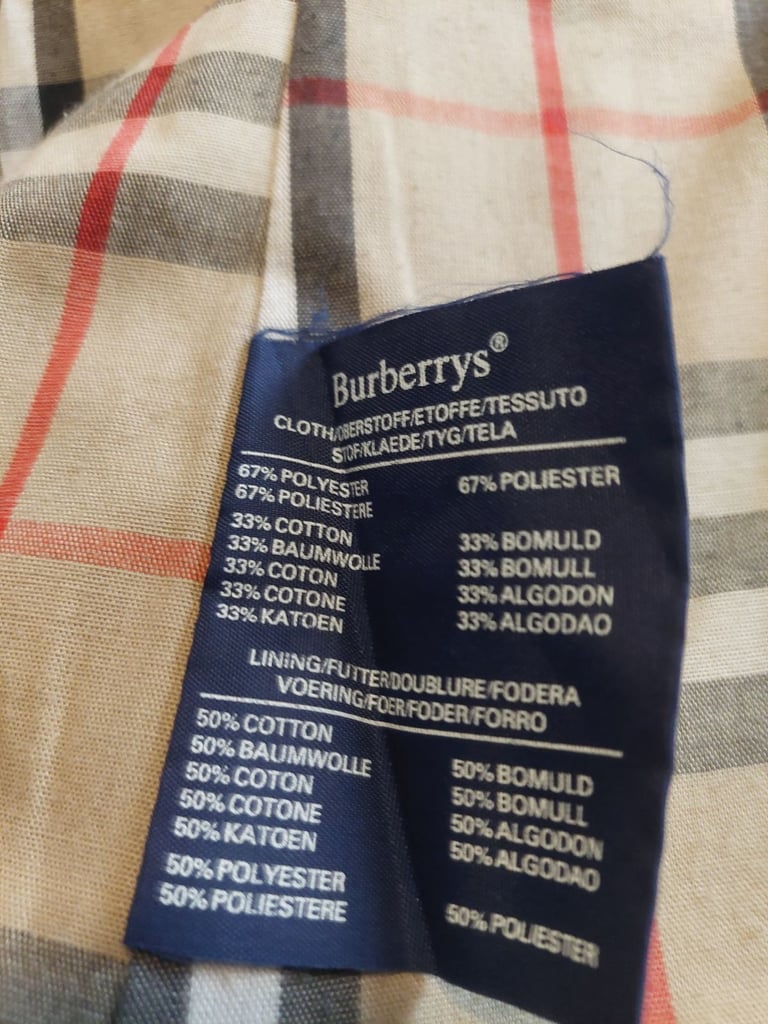 Burberrys®
CLOTH/OBERSTOFF/ETOFFE/TESSUTO
STOF/KLAEDE/TYG/TELA
67% POLYESTER 67% POLIESTER
67% POLIESTERE
33% COTTON 33% BOMULD
33% BAUMWOLLE 33% BOMULL
33% COTON 33% ALGODON
33% COTONE 33% ALGODAO
33% KATOEN
LINING/FUTTER/DOUBLURE/FODERA
VOERING/FOER/FODER/FORRO
50% COTTON 50% BOMULD
50% BAUMWOLLE 50% BOMULL
50% COTON 50% ALGODON
50% COTONE 50% ALGODAO
50% KATOEN
50% POLYESTER 50% POLIESTER
50% POLIESTERE